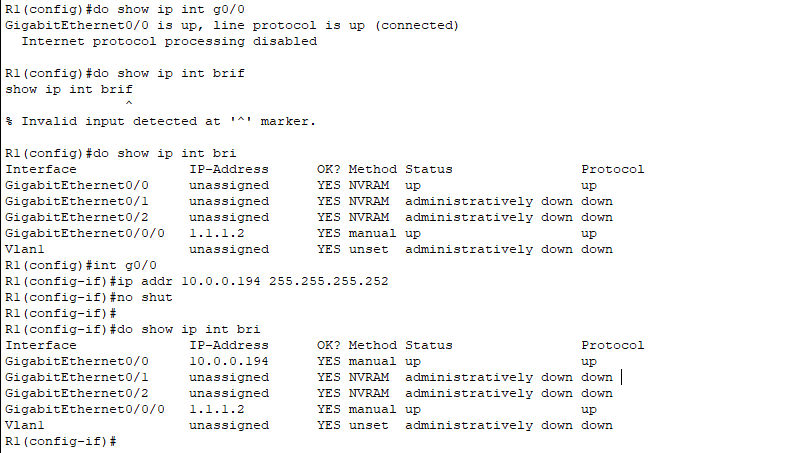 R1(config)#do show ip int g0/0
GigabitEthernet0/0 is up, line protocol is up (connected)
  Internet protocol processing disabled

R1(config)#do show ip int brif
show ip int brif
               ^
% Invalid input detected at '^' marker.

R1(config)#do show ip int bri
Interface              IP-Address      OK? Method Status                Protocol
GigabitEthernet0/0     unassigned      YES NVRAM  up                    up
GigabitEthernet0/1     unassigned      YES NVRAM  administratively down down
GigabitEthernet0/2     unassigned      YES NVRAM  administratively down down
GigabitEthernet0/0/0   1.1.1.2         YES manual up                    up
Vlan1                  unassigned      YES unset  administratively down down
R1(config)#int g0/0
R1(config-if)#ip addr 10.0.0.194 255.255.255.252
R1(config-if)#no shut
R1(config-if)#
R1(config-if)#do show ip int bri
Interface              IP-Address      OK? Method Status                Protocol
GigabitEthernet0/0     10.0.0.194      YES manual up                    up
GigabitEthernet0/1     unassigned      YES NVRAM  administratively down down
GigabitEthernet0/2     unassigned      YES NVRAM  administratively down down
GigabitEthernet0/0/0   1.1.1.2         YES manual up                    up
Vlan1                  unassigned      YES unset  administratively down down
R1(config-if)#